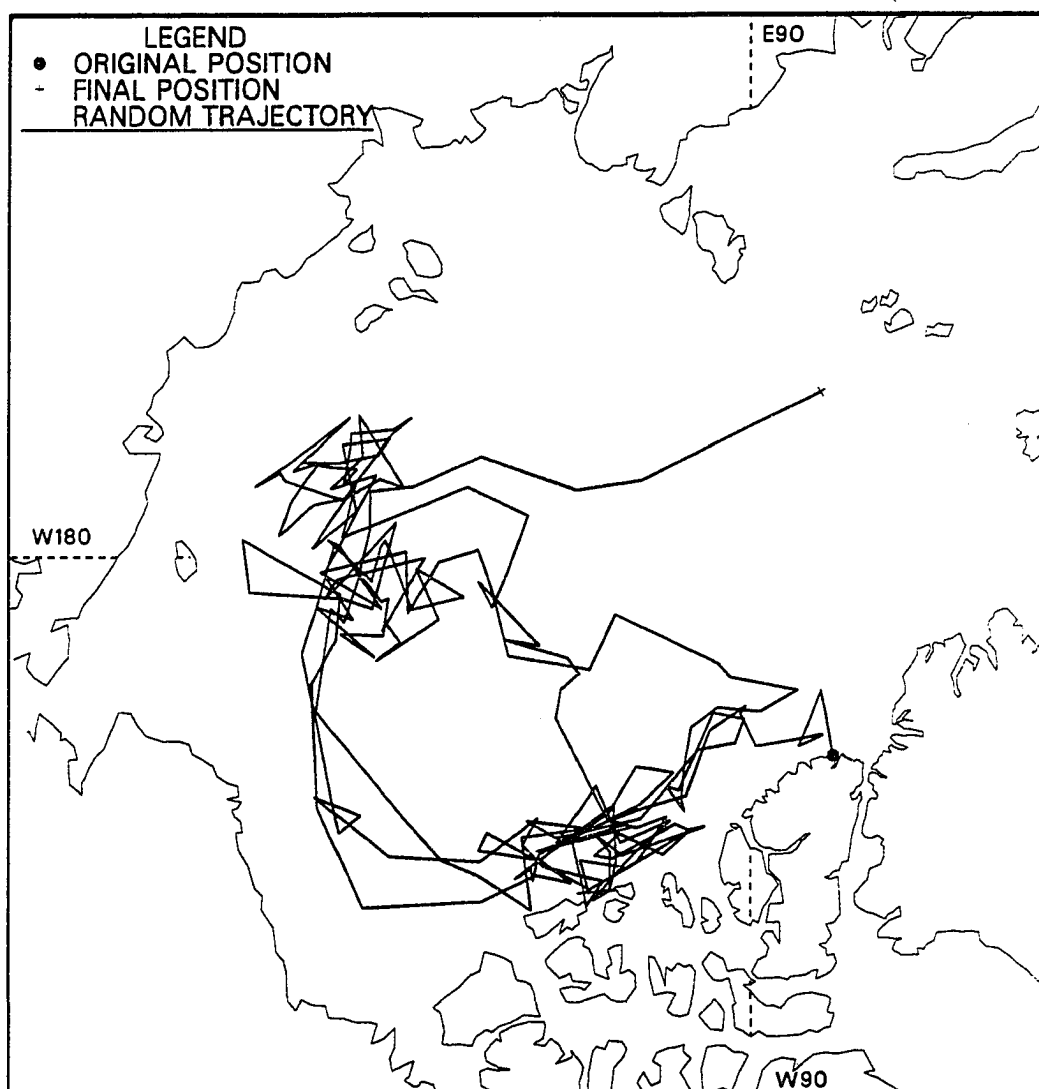 LEGEND
● ORIGINAL POSITION
+ FINAL POSITION
RANDOM TRAJECTORY
E90
W180
W90